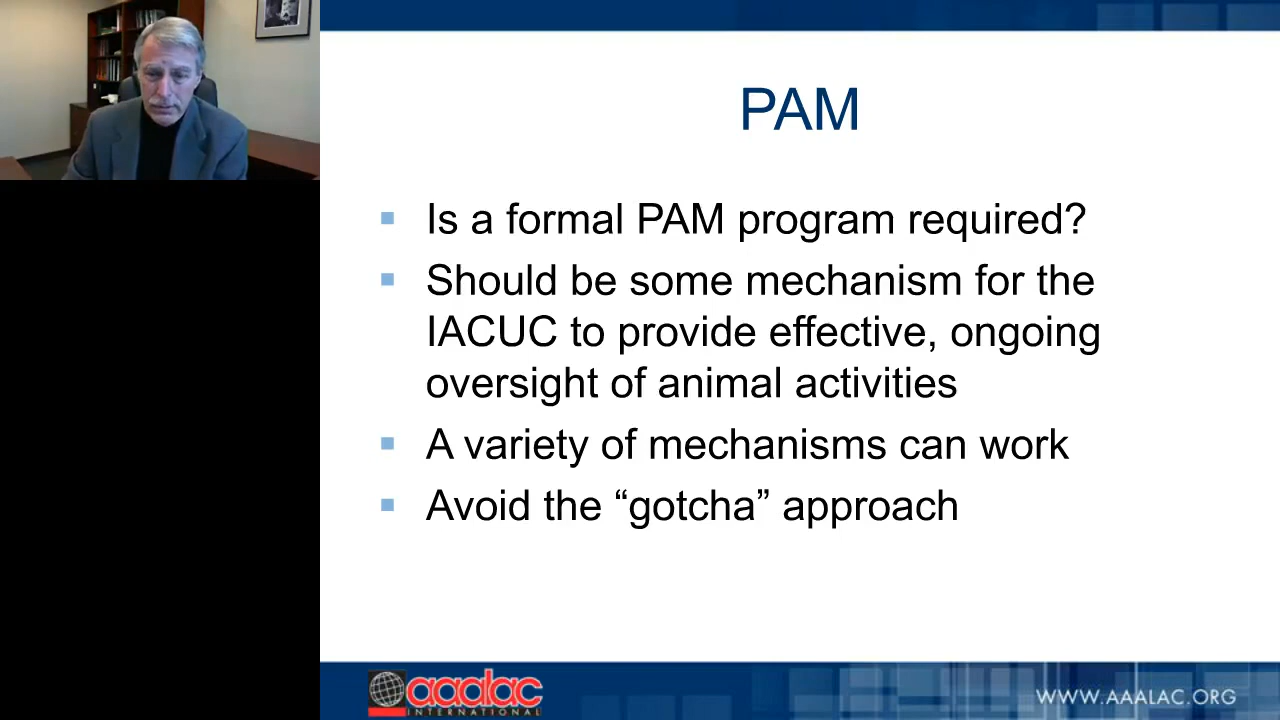 PAM
Is a formal PAM program required?
Should be some mechanism for the
IACUC to provide effective, ongoing
oversight of animal activities
A variety of mechanisms can work
Avoid the “gotcha” approach
aaalac
INTERNATIONAL
WWW.AAALAC.ORG